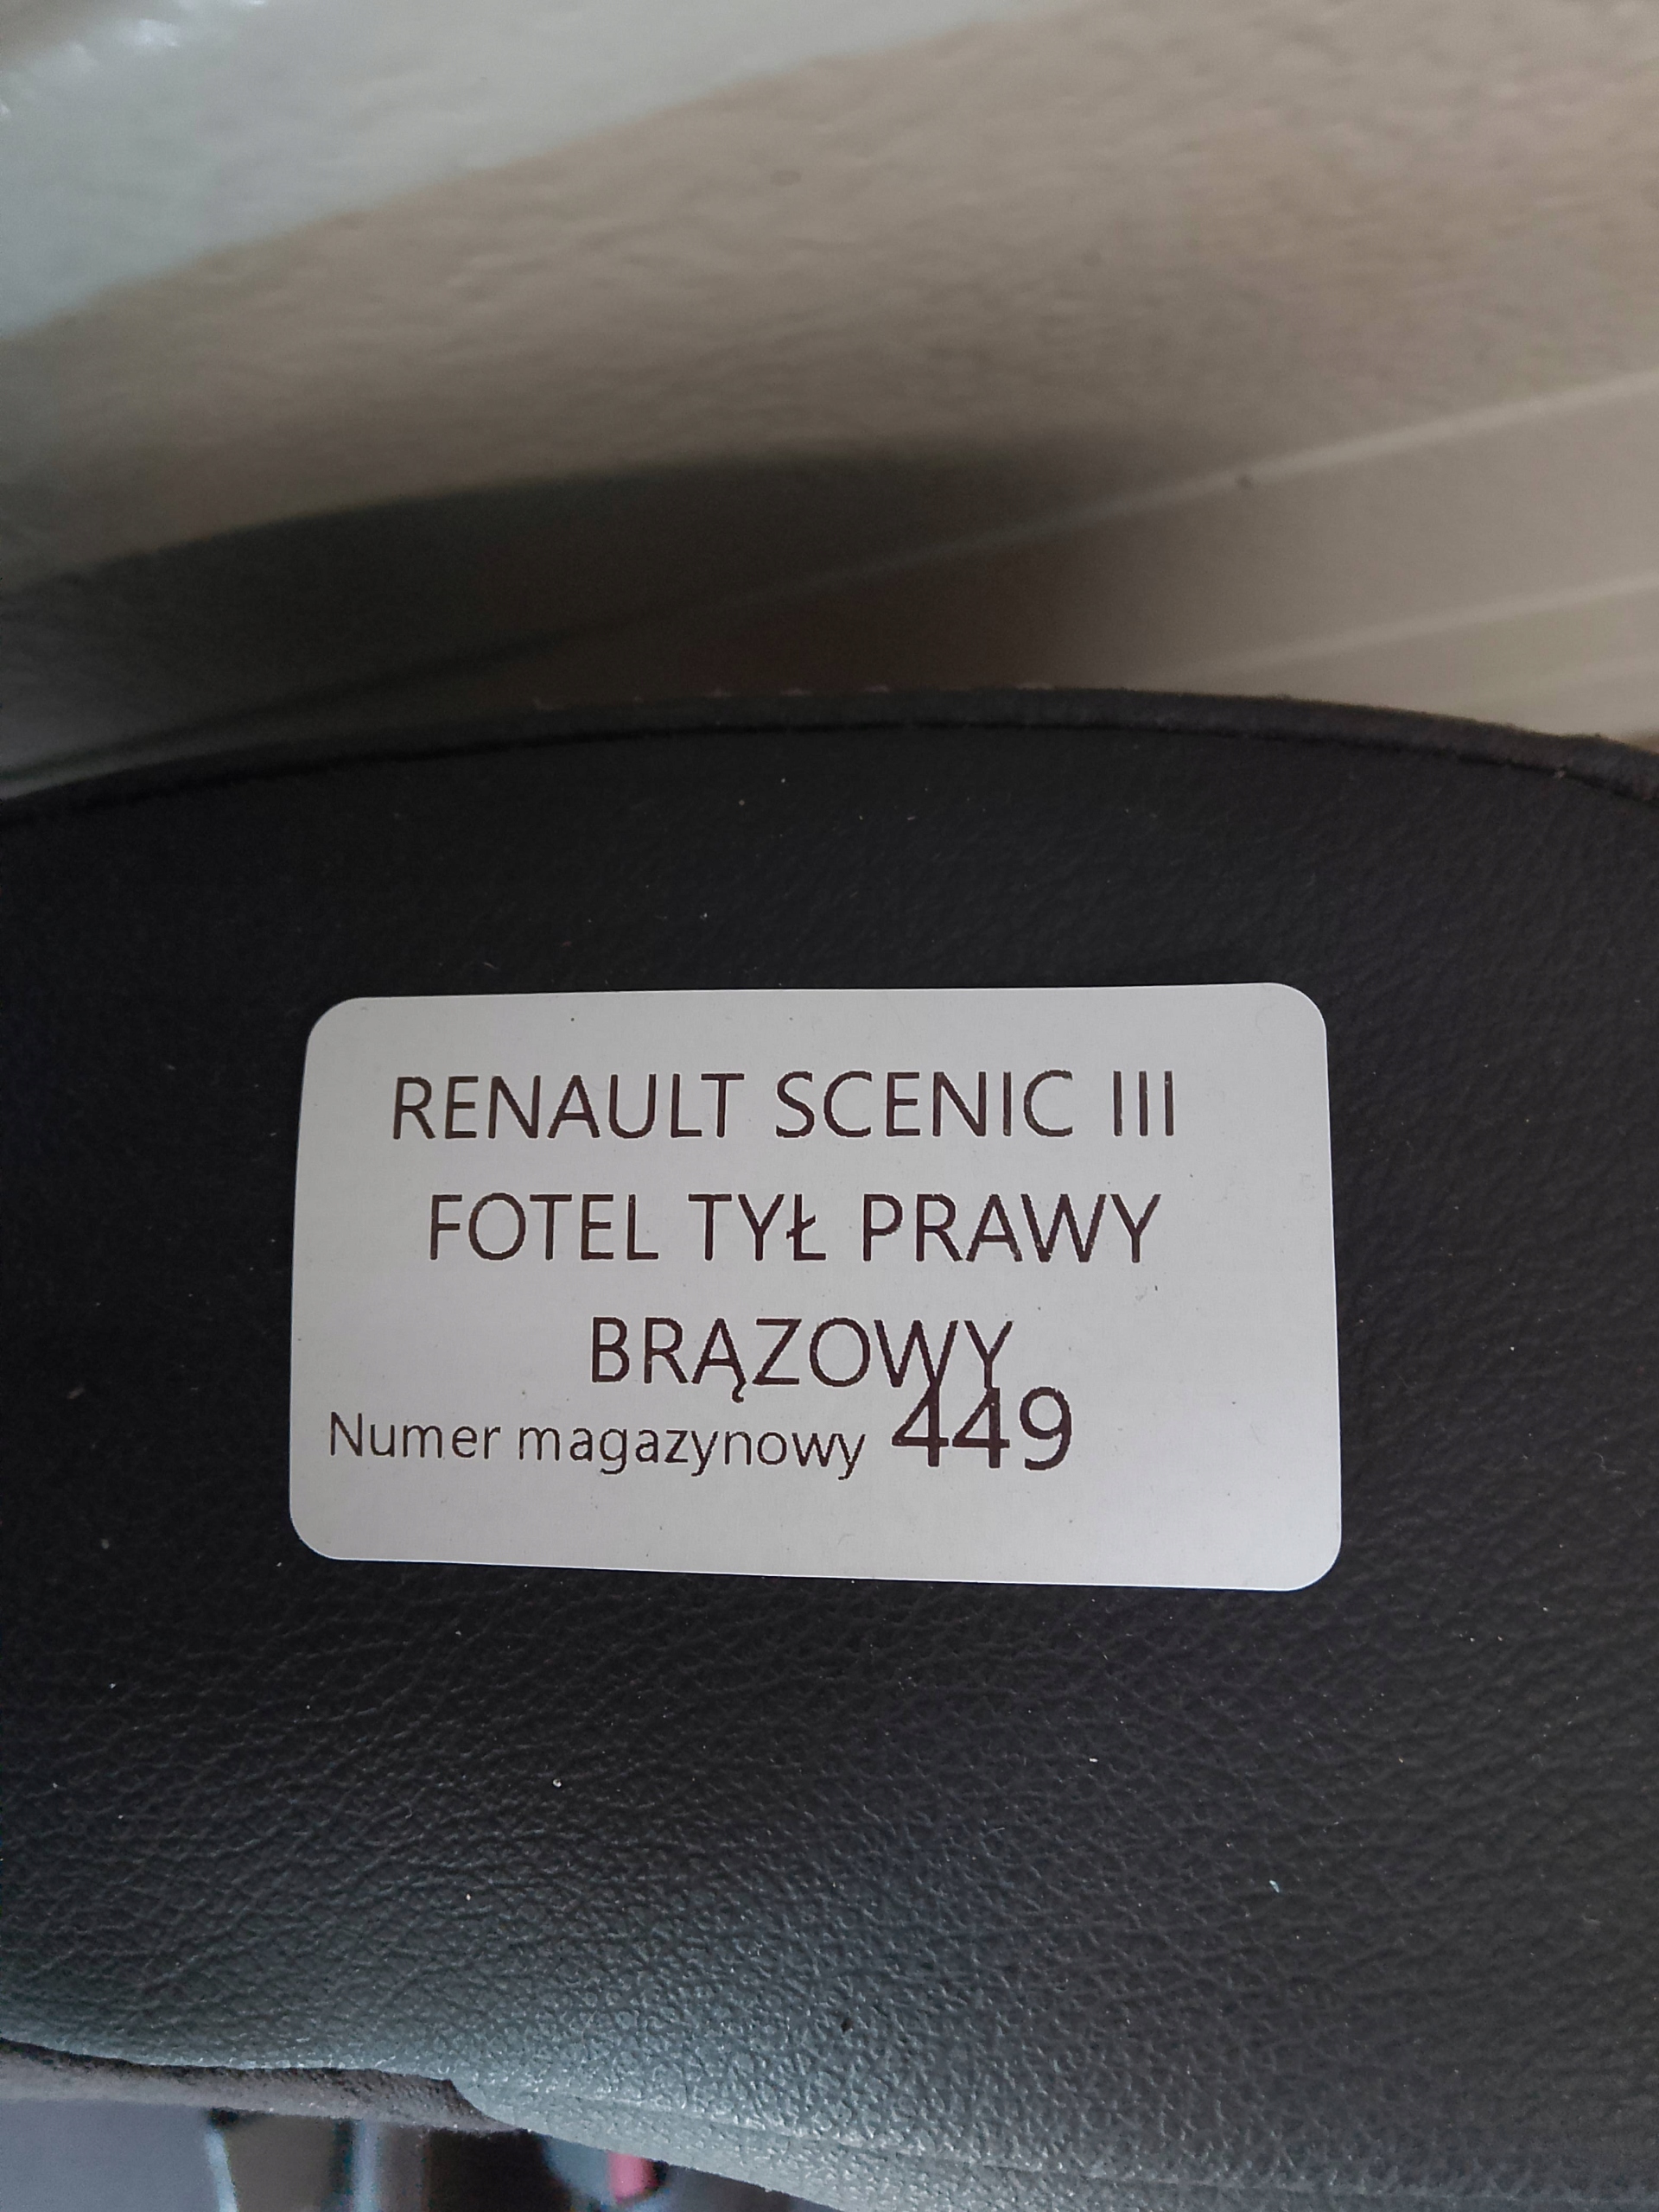 RENAULT SCENIC III
FOTEL TYŁ PRAWY
BRĄZOWY
Numer magazynowy 449